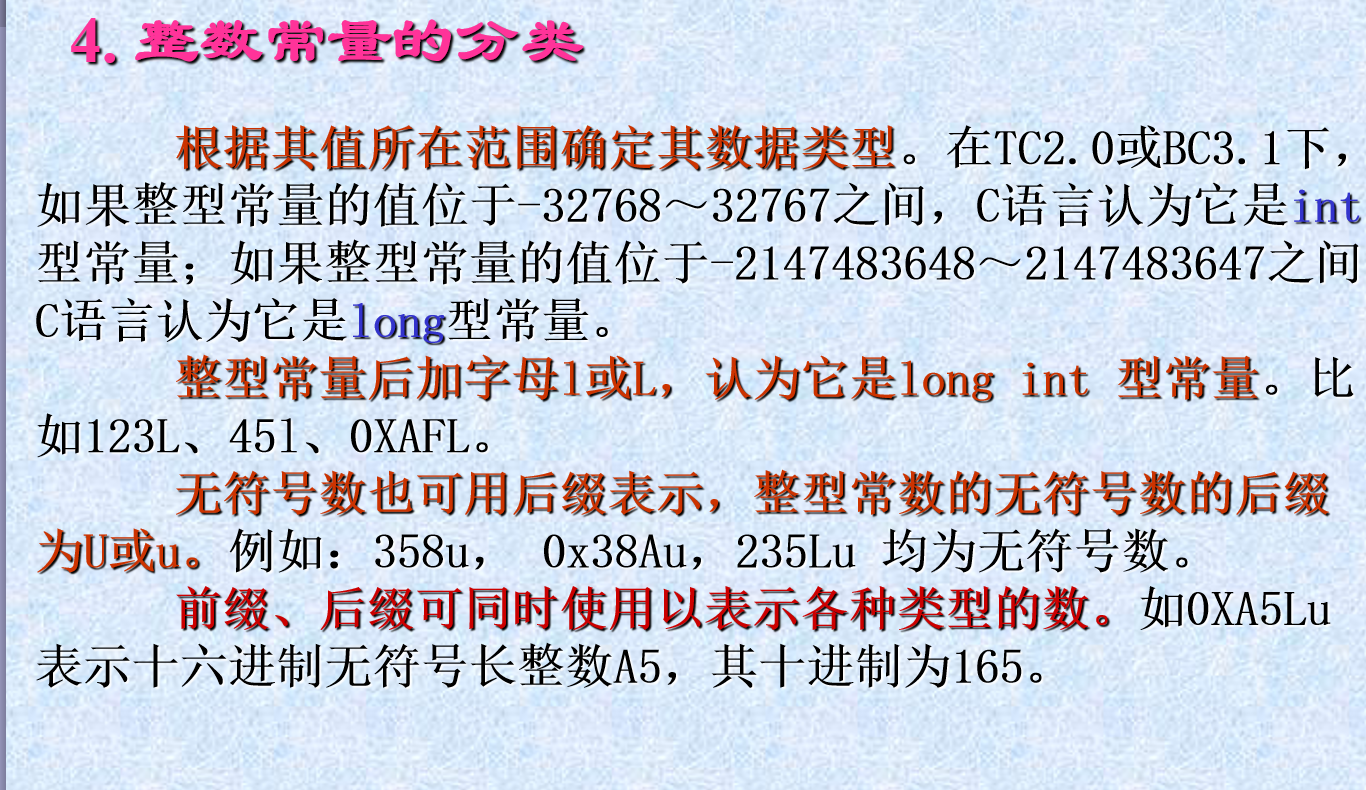 4. 整数常量的分类
根据其值所在范围确定其数据类型。在TC2.0或BC3.1下，
如果整型常量的值位于-32768～32767之间，C语言认为它是int
型常量；如果整型常量的值位于-2147483648～2147483647之间
C语言认为它是long型常量。
整型常量后加字母l或L，认为它是long int 型常量。比
如123L、45l、0XAFL。
无符号数也可用后缀表示，整型常数的无符号数的后缀
为U或u。例如：358u， 0x38Au，235Lu 均为无符号数。
前缀、后缀可同时使用以表示各种类型的数。如0XA5Lu
表示十六进制无符号长整数A5，其十进制为165。